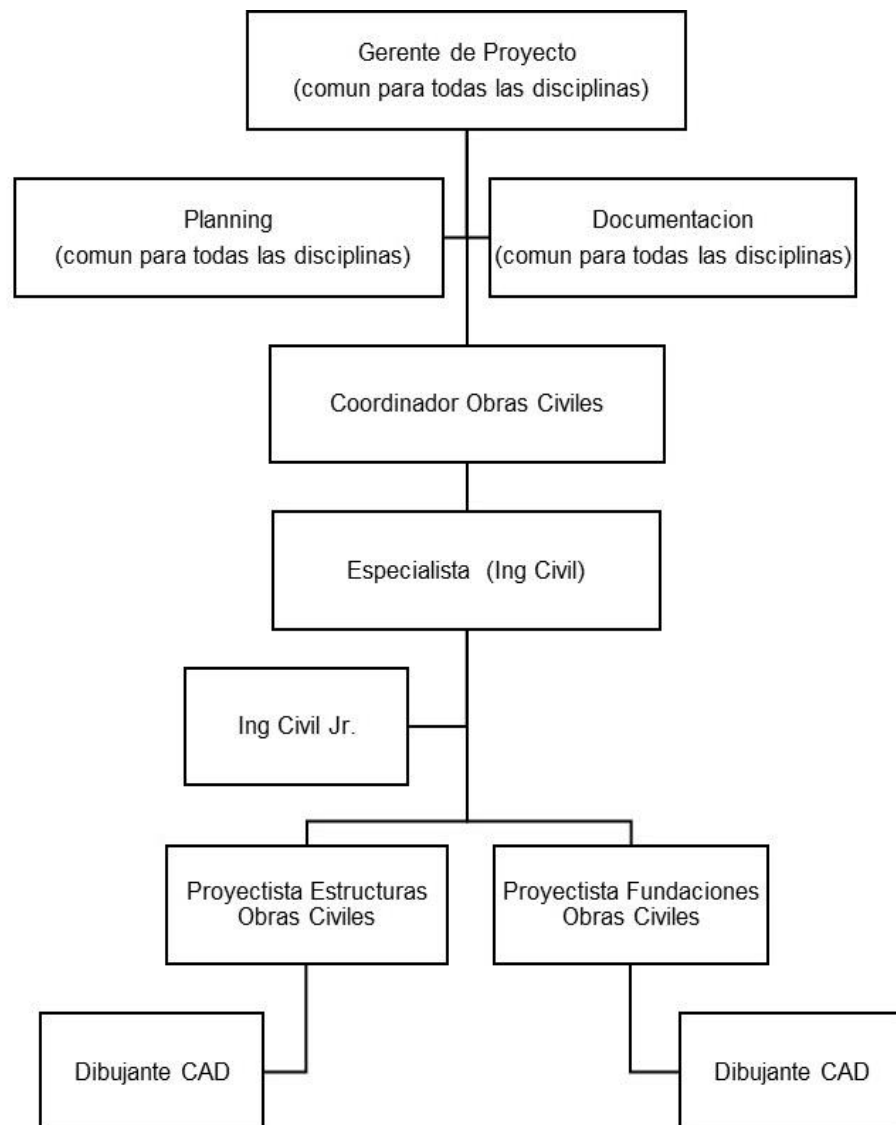 Gerente de Proyecto
(comun para todas las disciplinas)
Planning
(comun para todas las disciplinas)
Documentacion
(comun para todas las disciplinas)
Coordinador Obras Civiles
Especialista (Ing Civil)
Ing Civil Jr.
Proyectista Estructuras
Obras Civiles
Proyectista Fundaciones
Obras Civiles
Dibujante CAD
Dibujante CAD